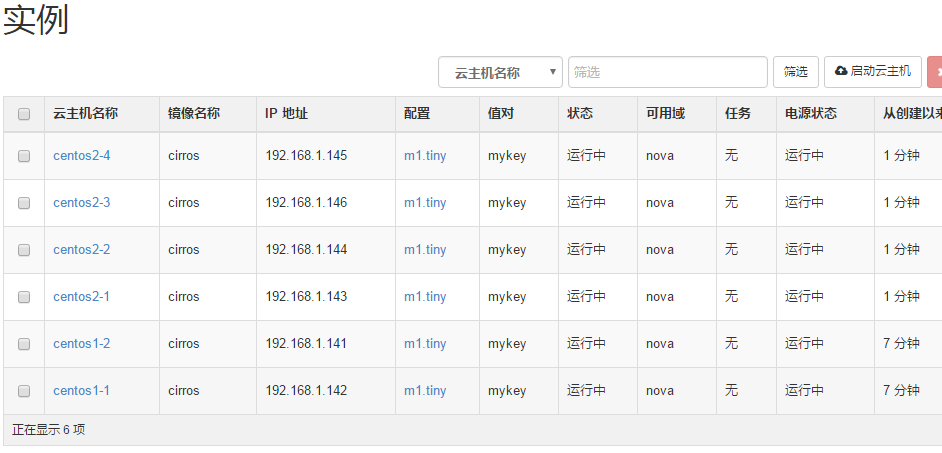 实例
云主机名称 筛选 筛选 启动云主机
云主机名称 镜像名称 IP 地址 配置 值对 状态 可用域 任务 电源状态 从创建以来
centos2-4 cirros 192.168.1.145 m1.tiny mykey 运行中 nova 无 运行中 1 分钟
centos2-3 cirros 192.168.1.146 m1.tiny mykey 运行中 nova 无 运行中 1 分钟
centos2-2 cirros 192.168.1.144 m1.tiny mykey 运行中 nova 无 运行中 1 分钟
centos2-1 cirros 192.168.1.143 m1.tiny mykey 运行中 nova 无 运行中 1 分钟
centos1-2 cirros 192.168.1.141 m1.tiny mykey 运行中 nova 无 运行中 7 分钟
centos1-1 cirros 192.168.1.142 m1.tiny mykey 运行中 nova 无 运行中 7 分钟
正在显示 6 项